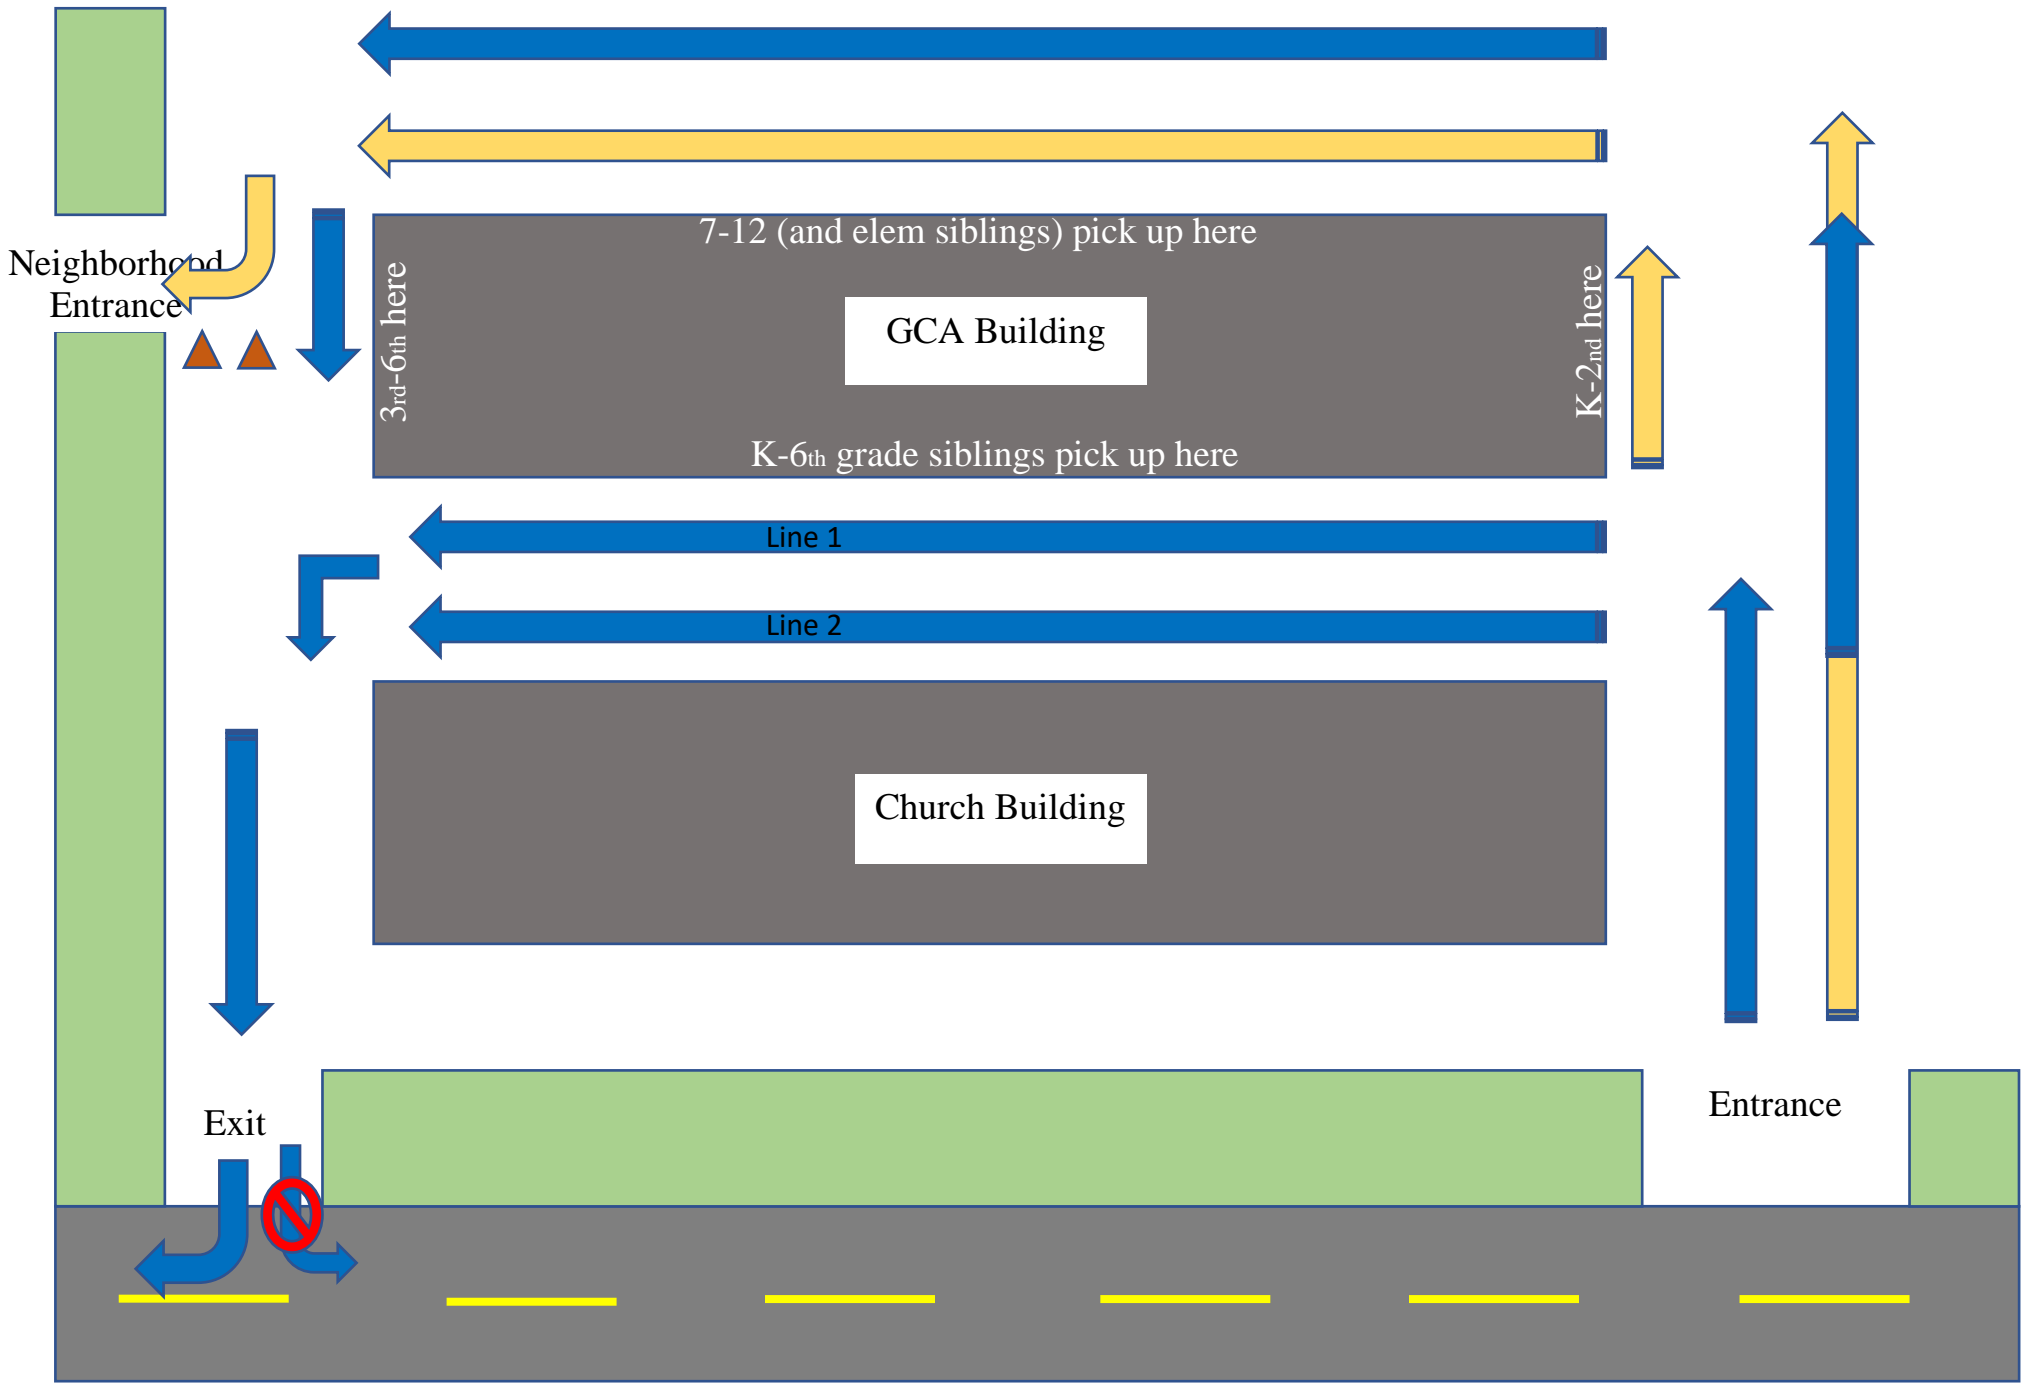 7-12 (and elem siblings) pick up here
Neighborhood
Entrance
3rd-6th here
GCA Building
K-2nd here
K-6th grade siblings pick up here
Line 1
Line 2
Church Building
Exit
Entrance